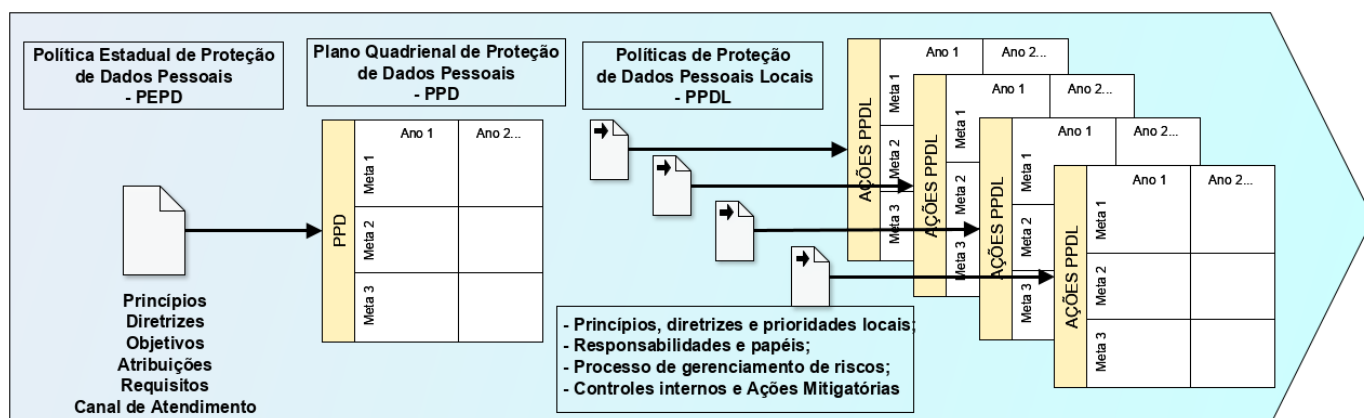 Política Estadual de Proteção
de Dados Pessoais
- PEPD
Princípios
Diretrizes
Objetivos
Atribuições
Requisitos
Canal de Atendimento
Plano Quadrienal de Proteção
de Dados Pessoais
- PPD
PPD
Ano 1
Ano 2...
Meta 1
Meta 2
Meta 3
Políticas de Proteção
de Dados Pessoais Locais
- PPDL
- Princípios, diretrizes e prioridades locais;
- Responsabilidades e papéis;
- Processo de gerenciamento de riscos;
- Controles internos e Ações Mitigatórias
AÇÕES PPDL
Ano 1
Ano 2...
Meta 1
Meta 2
Meta 3
AÇÕES PPDL
Ano 1
Ano 2...
Meta 1
Meta 2
Meta 3
AÇÕES PPDL
Ano 1
Ano 2...
Meta 1
Meta 2
Meta 3
AÇÕES PPDL
Ano 1
Ano 2...
Meta 1
Meta 2
Meta 3